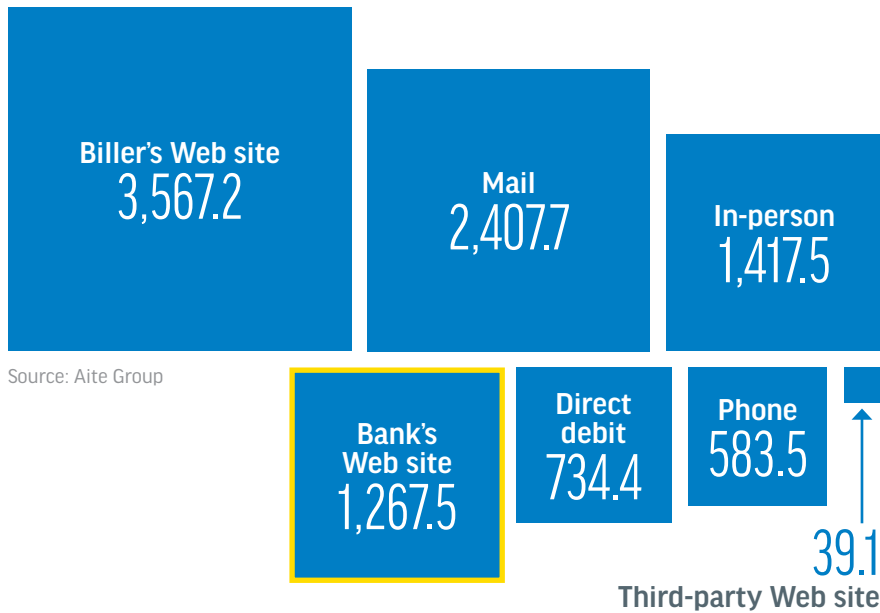 Biller's Web site
3,567.2
Mail
2,407.7
In-person
1,417.5
Source: Aite Group
Bank's
Web site
1,267.5
Direct
debit
734.4
Phone
583.5
39.1
Third-party Web site